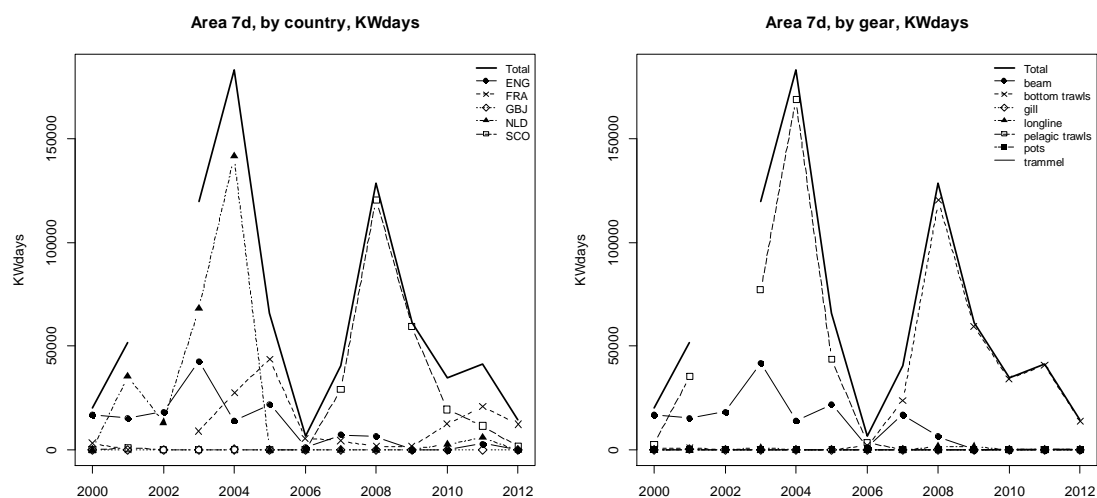 Area 7d, by country, KWdays
KWdays
150000
100000
50000
0
2000 2002 2004 2006 2008 2010 2012
Total
ENG
FRA
GBJ
NLD
SCO
Area 7d, by gear, KWdays
KWdays
150000
100000
50000
0
2000 2002 2004 2006 2008 2010 2012
Total
beam
bottom trawls
gill
longline
pelagic trawls
pots
trammel